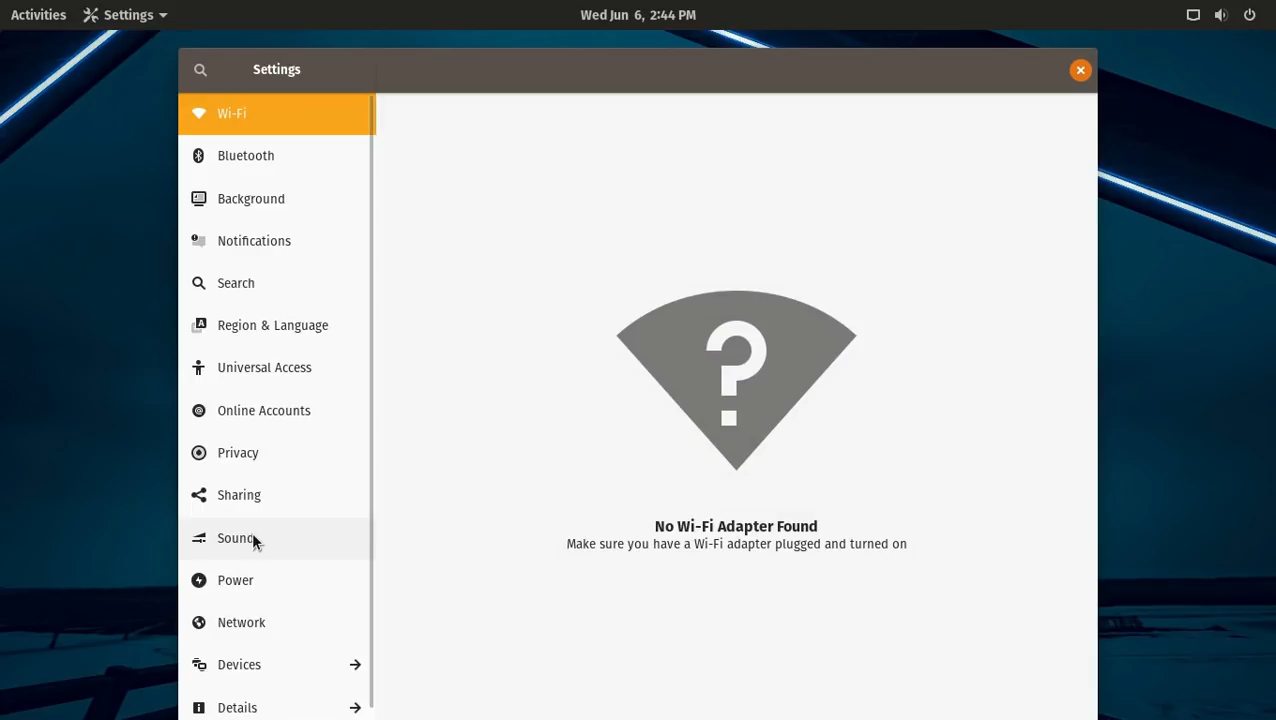 Activities Settings Wed Jun 6, 2:44 PM
Settings
Wi-Fi
Bluetooth
Background
Notifications
Search
Region & Language
Universal Access
Online Accounts
Privacy
Sharing
Sound
Power
Network
Devices
Details
?
No Wi-Fi Adapter Found
Make sure you have a Wi-Fi adapter plugged and turned on